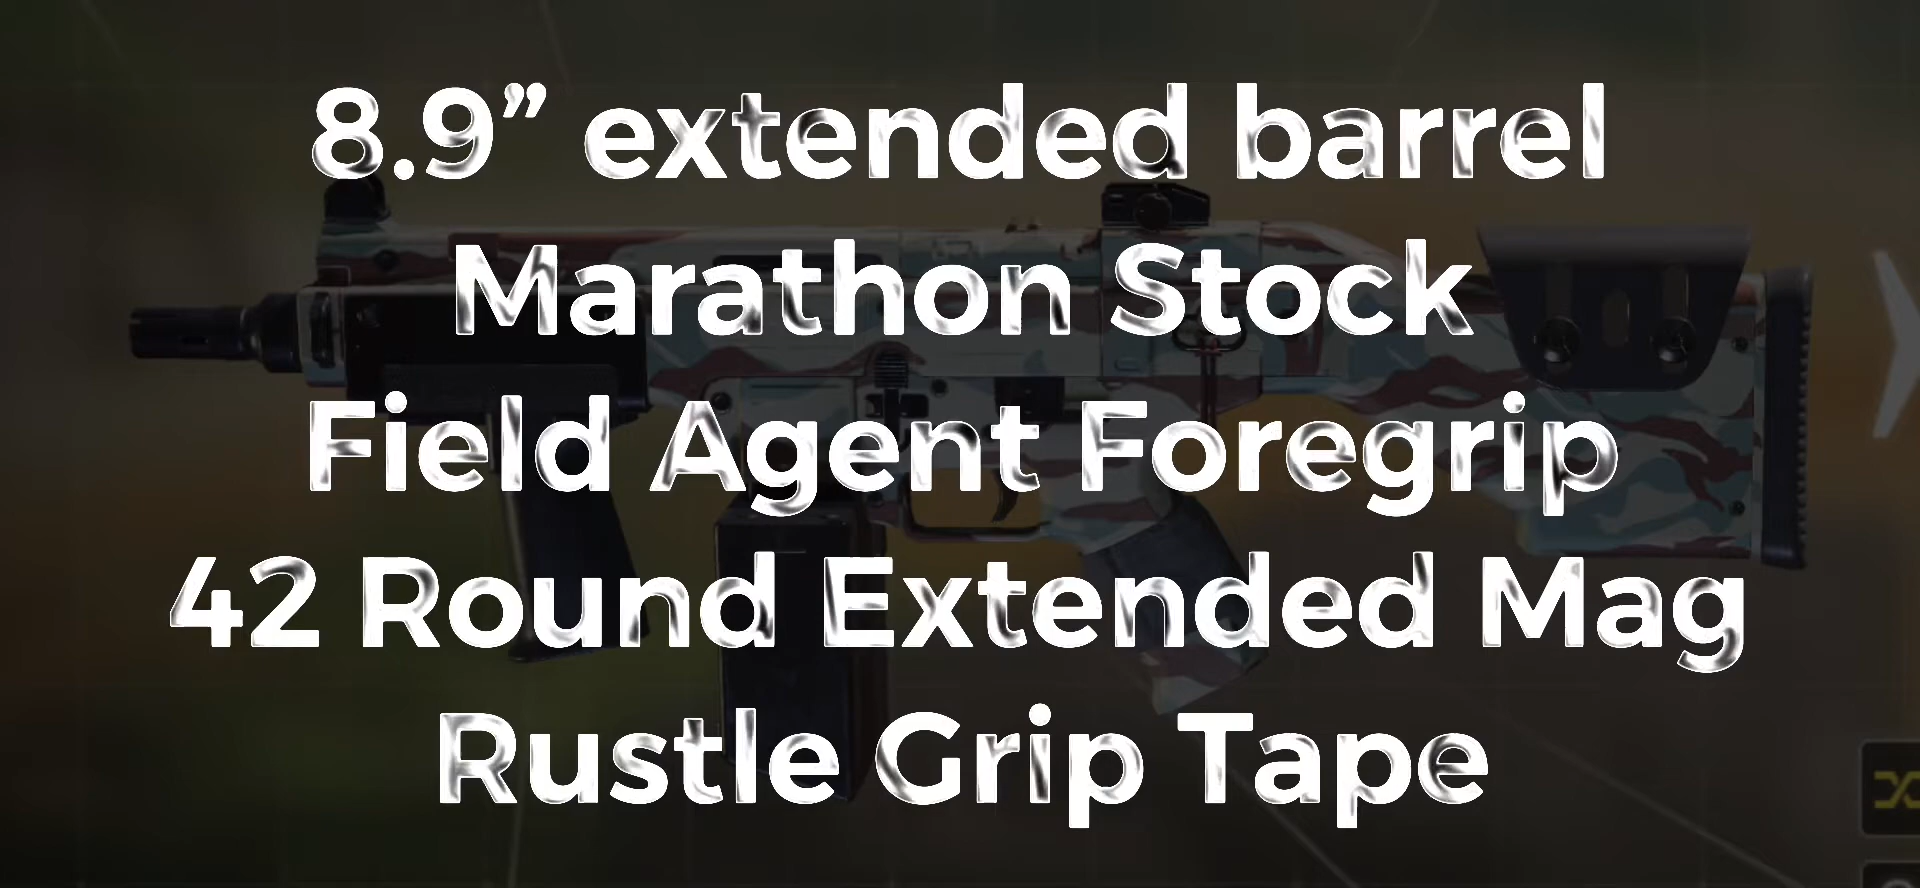 8.9” extended barrel
Marathon Stock
Field Agent Foregrip
42 Round Extended Mag
Rustle Grip Tape